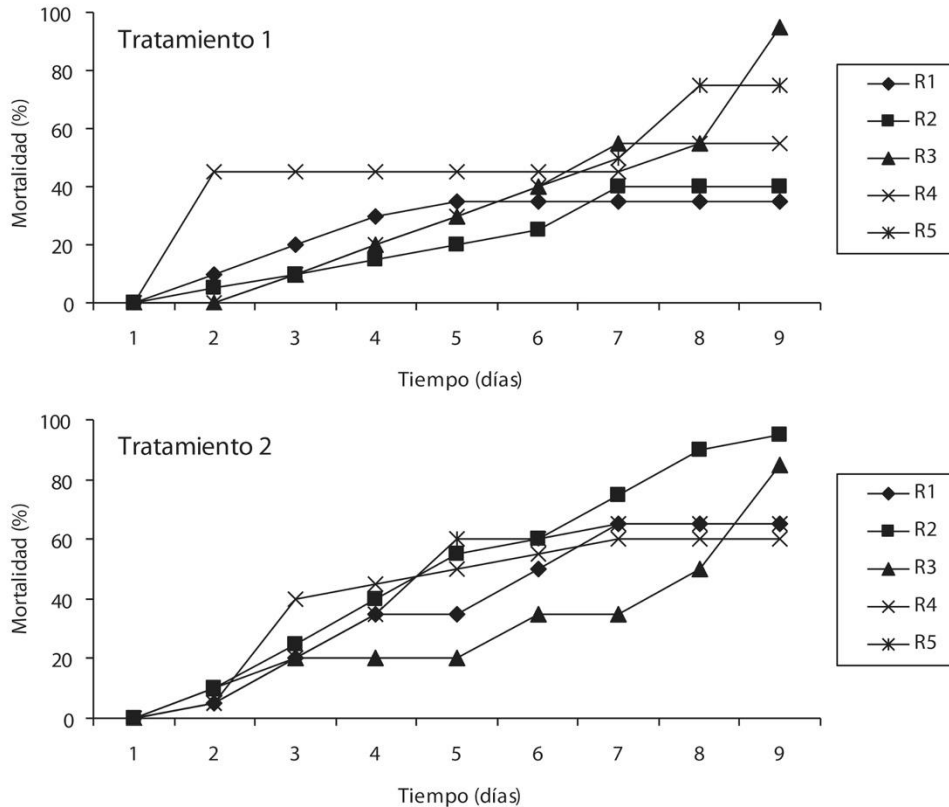 Tratamiento 1
Mortalidad (%)
100
80
60
40
20
0
1 2 3 4 5 6 7 8 9
Tiempo (días)
R1
R2
R3
R4
R5
Tratamiento 2
Mortalidad (%)
100
80
60
40
20
0
1 2 3 4 5 6 7 8 9
Tiempo (días)
R1
R2
R3
R4
R5